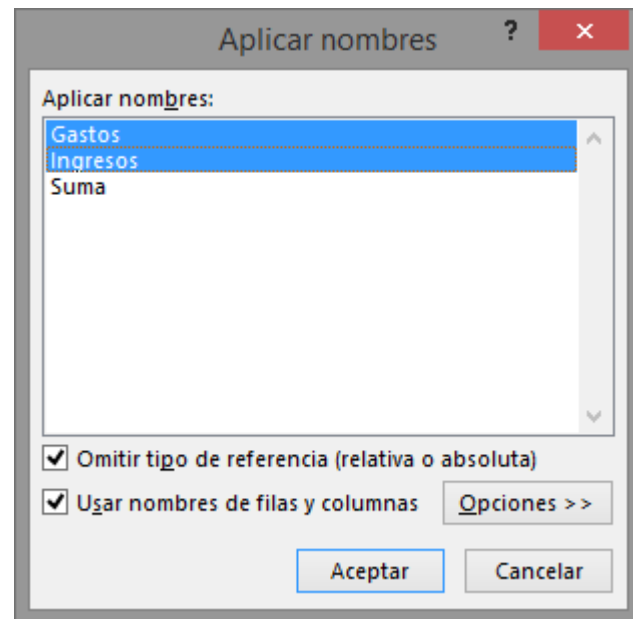 Aplicar nombres ?
Aplicar nombres:
Gastos
Ingresos
Suma
Omitir tipo de referencia (relativa o absoluta)
Usar nombres de filas y columnas Opciones >>
Aceptar Cancelar